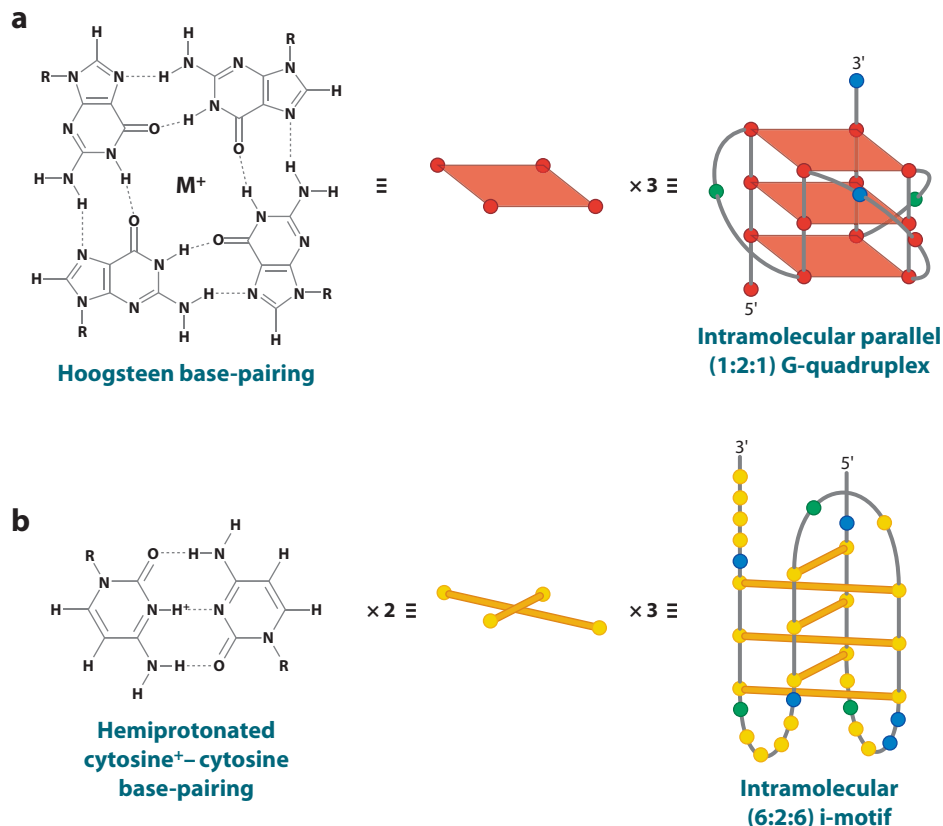 a
H
R
N
N
H
N
N
H
O
N
N
H
H
H
N
R
N
N
H
N
H
O
N
M⁺
≡
× 3 ≡
3'
5'
H
N
N
H
O
N
H
H
N
N
R
N
N
H
O
H
N
N
H
N
H
N
N
R
H
Hoogsteen base-pairing
Intramolecular parallel
(1:2:1) G-quadruplex
b
R
N
O
H
N
H
H
N
H⁺
N
H
H
N
H
O
N
R
H
H
× 2 ≡
× 3 ≡
3'
5'
Hemiprotonated
cytosine⁺– cytosine
base-pairing
Intramolecular
(6:2:6) i-motif